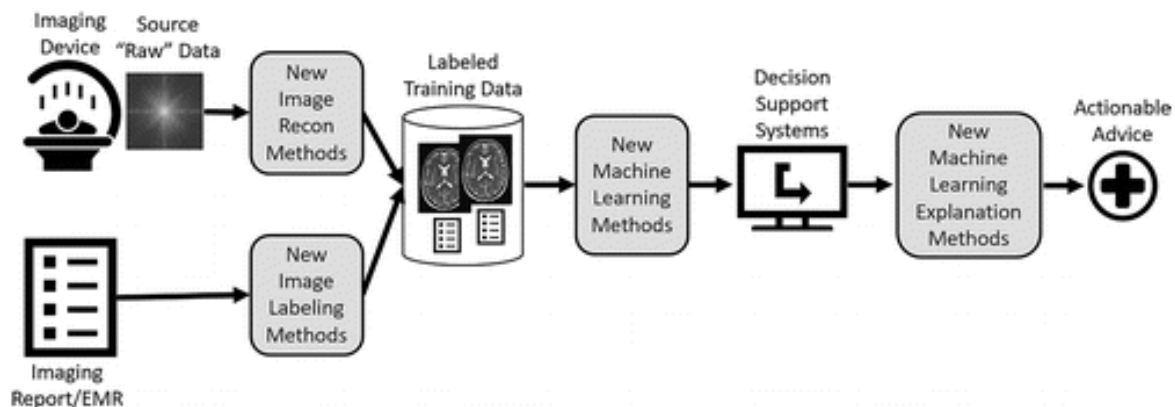 Imaging
Device
Source
“Raw” Data
New
Image
Recon
Methods
Labeled
Training Data
New
Machine
Learning
Methods
Decision
Support
Systems
New
Machine
Learning
Explanation
Methods
Actionable
Advice
New
Image
Labeling
Methods
Imaging
Report/EMR